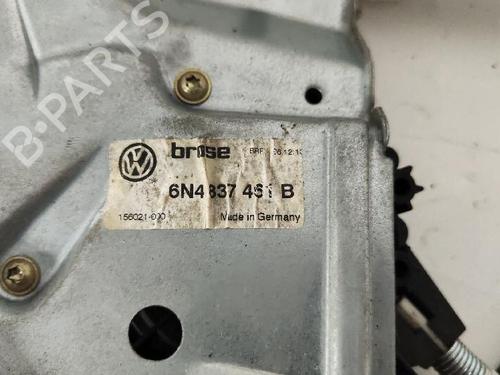 B-PARTS
brose
6N4 837 461 B
156021-000
Made in Germany